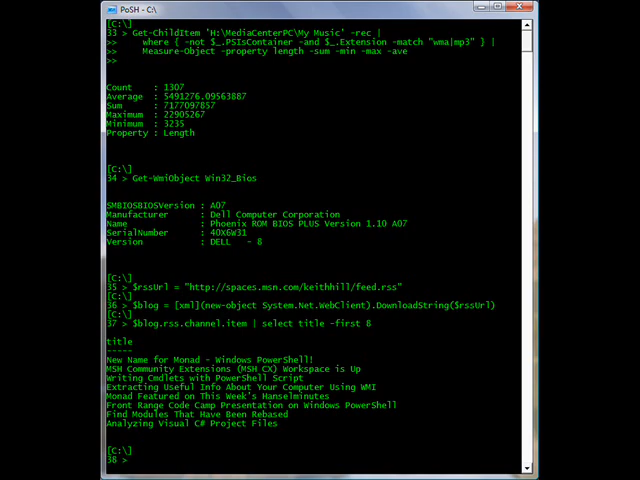 PoSH - C:\
[C:\]
33 > Get-ChildItem 'H:\MediaCenterPC\My Music' -rec |
>> where { -not $_.PSIsContainer -and $_.Extension -match "wma|mp3" } |
>> Measure-Object -property length -sum -min -max -ave
>>
Count : 1307
Average : 5491276.09563887
Sum : 7177097857
Maximum : 22905267
Minimum : 3235
Property : Length
[C:\]
34 > Get-WmiObject Win32_Bios
SMBIOSBIOSVersion : A07
Manufacturer : Dell Computer Corporation
Name : Phoenix ROM BIOS PLUS Version 1.10 A07
SerialNumber : 40X6W31
Version : DELL - 8
[C:\]
35 > $rssUrl = "http://spaces.msn.com/keithhill/feed.rss"
[C:\]
36 > $blog = [xml](new-object System.Net.WebClient).DownloadString($rssUrl)
[C:\]
37 > $blog.rss.channel.item | select title -first 8
title
-----
New Name for Monad - Windows PowerShell!
MSH Community Extensions (MSH CX) Workspace is Up
Writing Cmdlets with PowerShell Script
Extracting Useful Info About Your Computer Using WMI
Monad Featured on This Week's Hanselminutes
Front Range Code Camp Presentation on Windows PowerShell
Find Modules That Have Been Rebased
Analyzing Visual C# Project Files
[C:\]
38 >